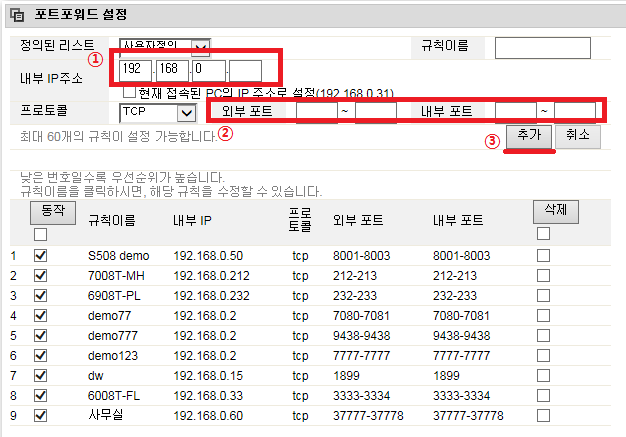 포트포워드 설정
정의된 리스트 사용자정의 규칙이름
①
내부 IP주소 192 . 168 . 0 .
현재 접속된 PC의 IP 주소로 설정(192.168.0.31)
프로토콜 TCP 외부 포트 ~ 내부 포트 ~
최대 60개의 규칙이 설정 가능합니다. ② ③ 추가 취소
낮은 번호일수록 우선순위가 높습니다.
규칙이름을 클릭하시면, 해당 규칙을 수정할 수 있습니다.
동작 규칙이름 내부 IP 프로토콜 외부 포트 내부 포트 삭제
1 S508 demo 192.168.0.50 tcp 8001-8003 8001-8003
2 7008T-MH 192.168.0.212 tcp 212-213 212-213
3 6908T-PL 192.168.0.232 tcp 232-233 232-233
4 demo77 192.168.0.2 tcp 7080-7081 7080-7081
5 demo777 192.168.0.2 tcp 9438-9438 9438-9438
6 demo123 192.168.0.2 tcp 7777-7777 7777-7777
7 dw 192.168.0.15 tcp 1899 1899
8 6008T-FL 192.168.0.33 tcp 3333-3334 3333-3334
9 사무실 192.168.0.60 tcp 37777-37778 37777-37778